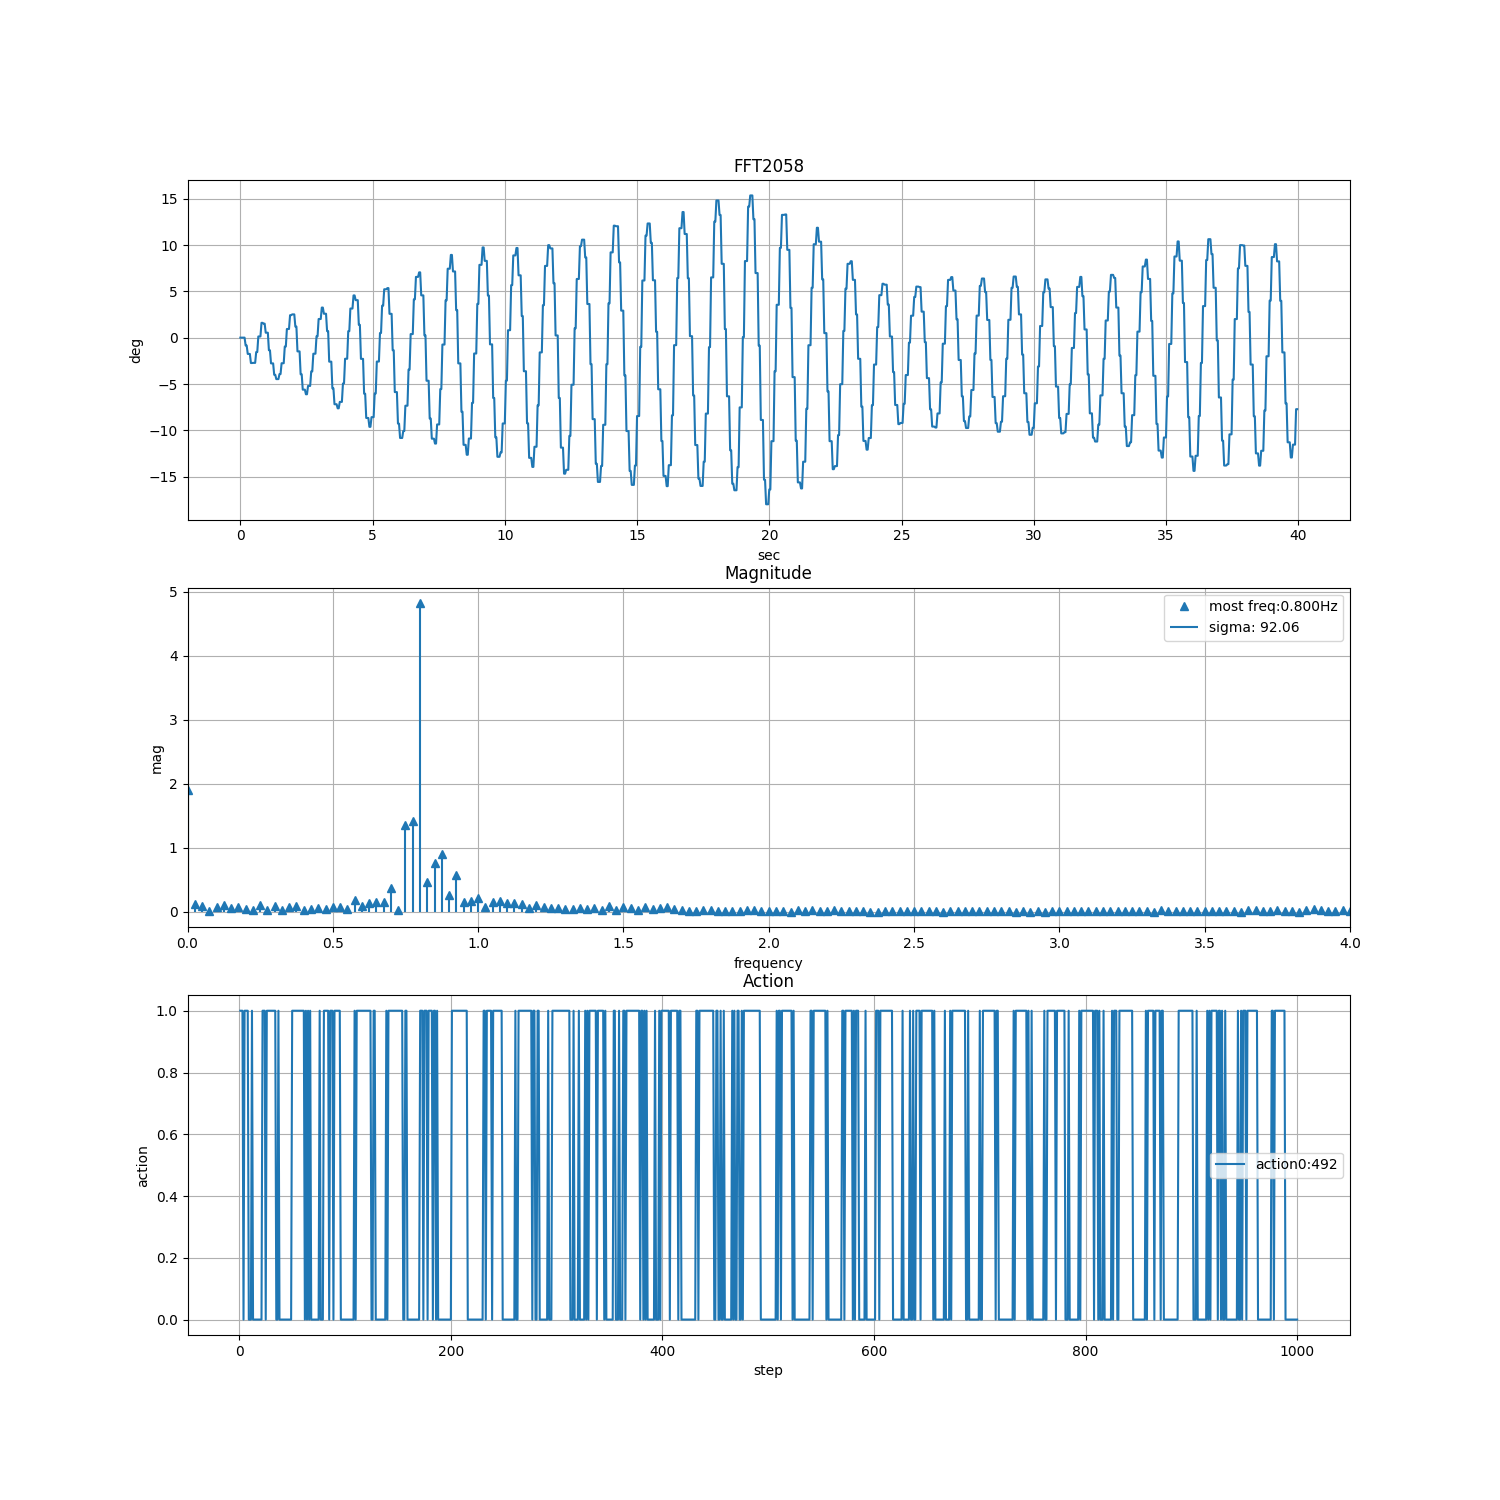 FFT2058
15
10
5
0
−5
−10
−15
deg
0 5 10 15 20 25 30 35 40
sec
Magnitude
5
4
3
2
1
0
mag
most freq:0.800Hz
sigma: 92.06
0.0 0.5 1.0 1.5 2.0 2.5 3.0 3.5 4.0
frequency
Action
1.0
0.8
0.6
0.4
0.2
0.0
action
action0:492
0 200 400 600 800 1000
step